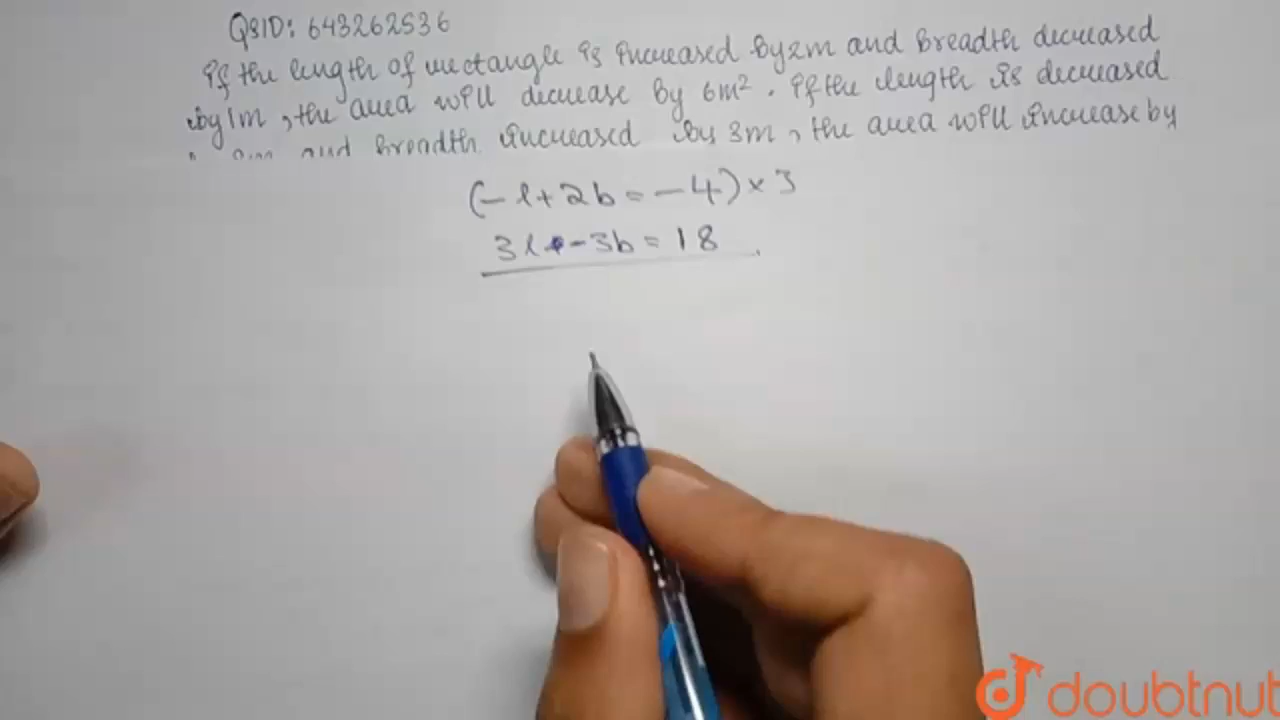 QSID: 643262536
If the length of rectangle is increased by 2m and breadth decreased
by 1m, the area will decrease by 6m². If the length is decreased
and breadth increased by 3m, the area will increase by
(-l+2b=-4)×3
3l-3b=18
doubtnut